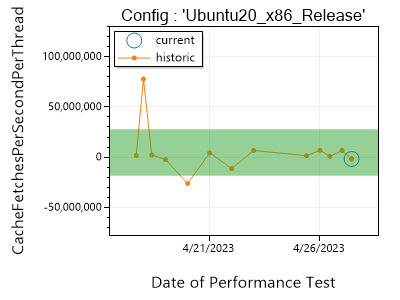 Config : 'Ubuntu20_x86_Release'
current
historic
CacheFetchesPerSecondPerThread
100,000,000
50,000,000
0
-50,000,000
4/21/2023
4/26/2023
Date of Performance Test